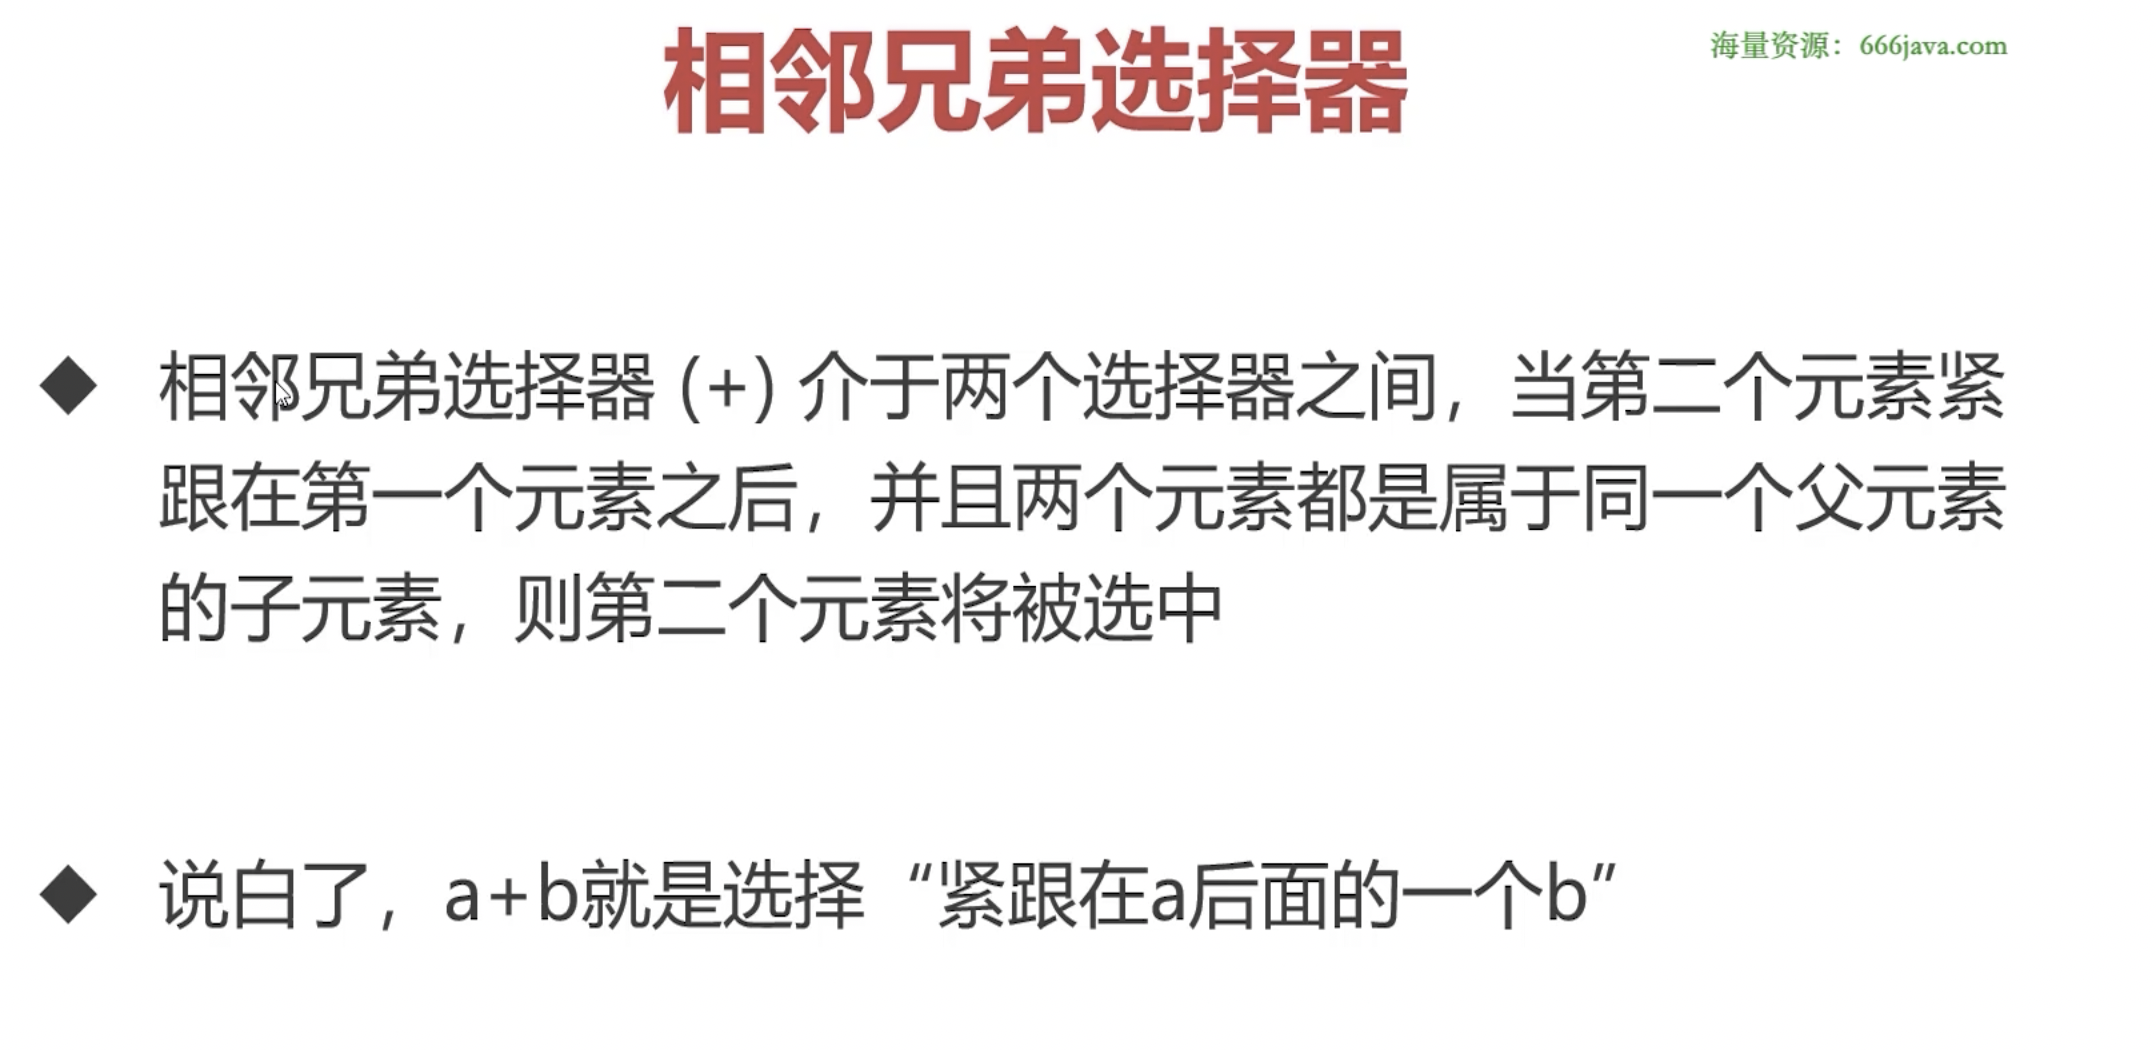 相邻兄弟选择器
海量资源：666java.com
◆ 相邻兄弟选择器 (+) 介于两个选择器之间，当第二个元素紧
跟在第一个元素之后，并且两个元素都是属于同一个父元素
的子元素，则第二个元素将被选中
◆ 说白了，a+b就是选择“紧跟在a后面的一个b”